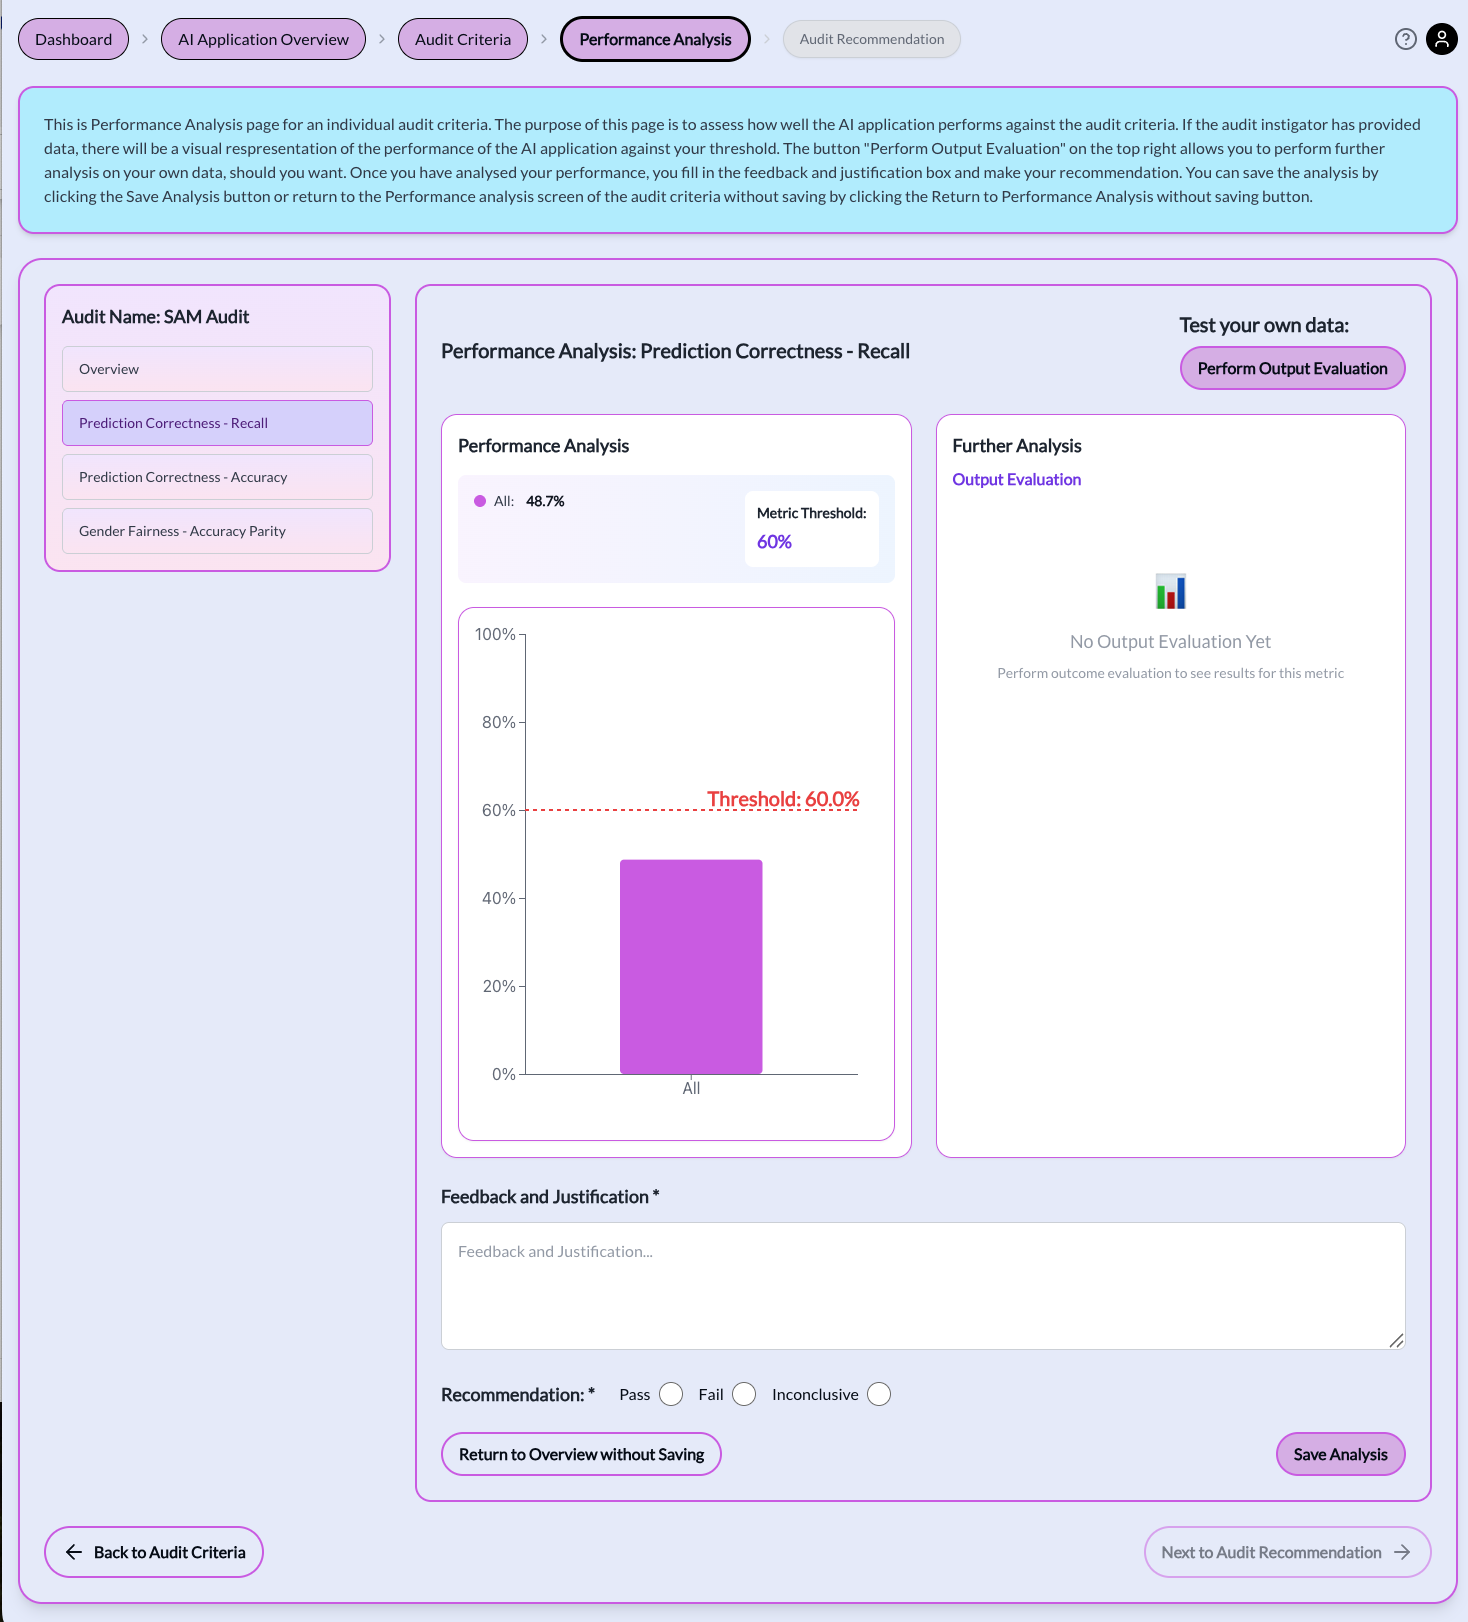 Dashboard
AI Application Overview
Audit Criteria
Performance Analysis
Audit Recommendation
This is Performance Analysis page for an individual audit criteria. The purpose of this page is to assess how well the AI application performs against the audit criteria. If the audit instigator has provided
data, there will be a visual respresentation of the performance of the AI application against your threshold. The button "Perform Output Evaluation" on the top right allows you to perform further
analysis on your own data, should you want. Once you have analysed your performance, you fill in the feedback and justification box and make your recommendation. You can save the analysis by
clicking the Save Analysis button or return to the Performance analysis screen of the audit criteria without saving by clicking the Return to Performance Analysis without saving button.
Audit Name: SAM Audit
Overview
Prediction Correctness - Recall
Prediction Correctness - Accuracy
Gender Fairness - Accuracy Parity
Performance Analysis: Prediction Correctness - Recall
Test your own data:
Perform Output Evaluation
Performance Analysis
All: 48.7%
Metric Threshold:
60%
100%
80%
Threshold: 60.0%
60%
40%
20%
0%
All
Further Analysis
Output Evaluation
No Output Evaluation Yet
Perform outcome evaluation to see results for this metric
Feedback and Justification *
Feedback and Justification...
Recommendation: * Pass Fail Inconclusive
Return to Overview without Saving
Save Analysis
Back to Audit Criteria
Next to Audit Recommendation